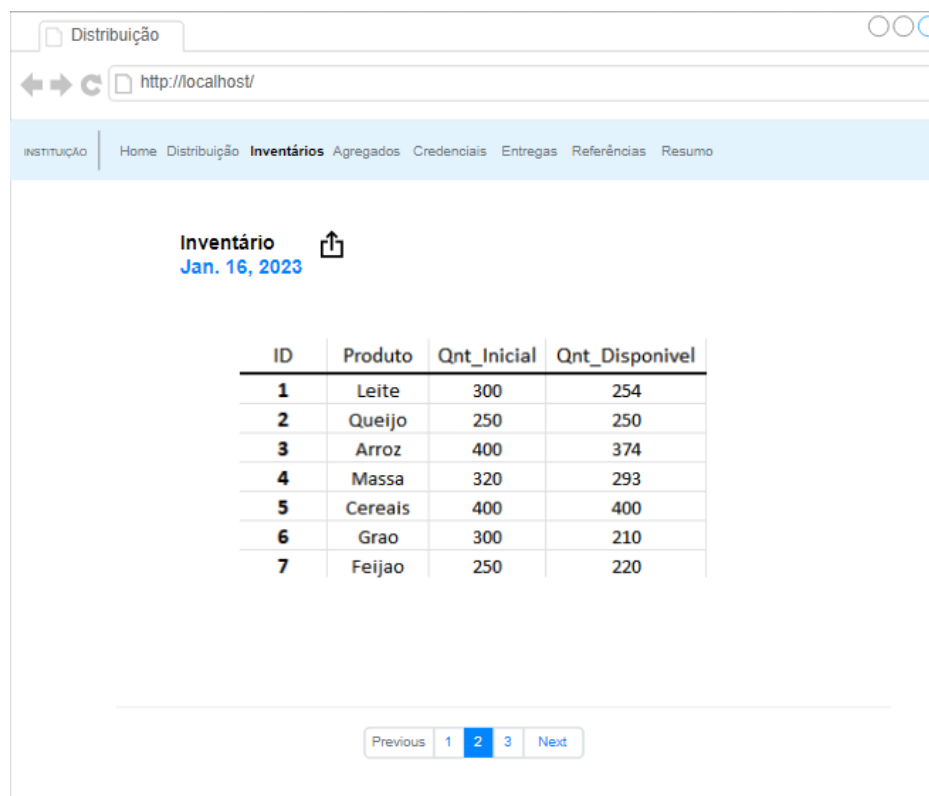 Distribuição
http://localhost/
INSTITUIÇÃO Home Distribuição Inventários Agregados Credenciais Entregas Referências Resumo
Inventário
Jan. 16, 2023
ID Produto Qnt_Inicial Qnt_Disponivel
1 Leite 300 254
2 Queijo 250 250
3 Arroz 400 374
4 Massa 320 293
5 Cereais 400 400
6 Grao 300 210
7 Feijao 250 220
Previous 1 2 3 Next